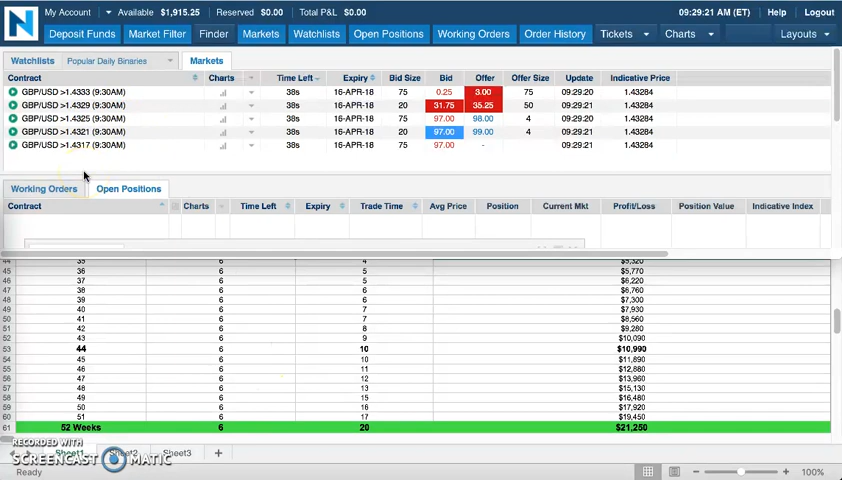 My Account Available $1,915.25 Reserved $0.00 Total P&L $0.00 09:29:21 AM (ET) Help Logout
Deposit Funds Market Filter Finder Markets Watchlists Open Positions Working Orders Order History Tickets Charts Layouts
Watchlists Popular Daily Binaries Markets
Contract Charts Time Left Expiry Bid Size Bid Offer Offer Size Update Indicative Price
GBP/USD >1.4333 (9:30AM) 38s 16-APR-18 75 0.25 3.00 75 09:29:20 1.43284
GBP/USD >1.4329 (9:30AM) 38s 16-APR-18 20 31.75 35.25 50 09:29:21 1.43284
GBP/USD >1.4325 (9:30AM) 38s 16-APR-18 75 97.00 98.00 4 09:29:21 1.43284
GBP/USD >1.4321 (9:30AM) 38s 16-APR-18 20 97.00 99.00 4 09:29:21 1.43284
GBP/USD >1.4317 (9:30AM) 38s 16-APR-18 75 97.00 - 09:29:21 1.43284
Working Orders Open Positions
Contract Charts Time Left Expiry Trade Time Avg Price Position Current Mkt Profit/Loss Position Value Indicative Index
45 36 6 5 $5,770
46 37 6 5 $6,220
47 38 6 6 $6,760
48 39 6 6 $7,300
49 40 6 7 $7,930
50 41 6 7 $8,560
51 42 6 8 $9,280
52 43 6 9 $10,090
53 44 6 10 $10,990
54 45 6 10 $11,890
55 46 6 11 $12,880
56 47 6 12 $13,960
57 48 6 13 $15,130
58 49 6 15 $16,480
59 50 6 16 $17,920
60 51 6 17 $19,450
61 52 Weeks 6 20 $21,250
Sheet1 Sheet2 Sheet3 +
RECORDED WITH
SCREENCAST MATIC
Ready 100%